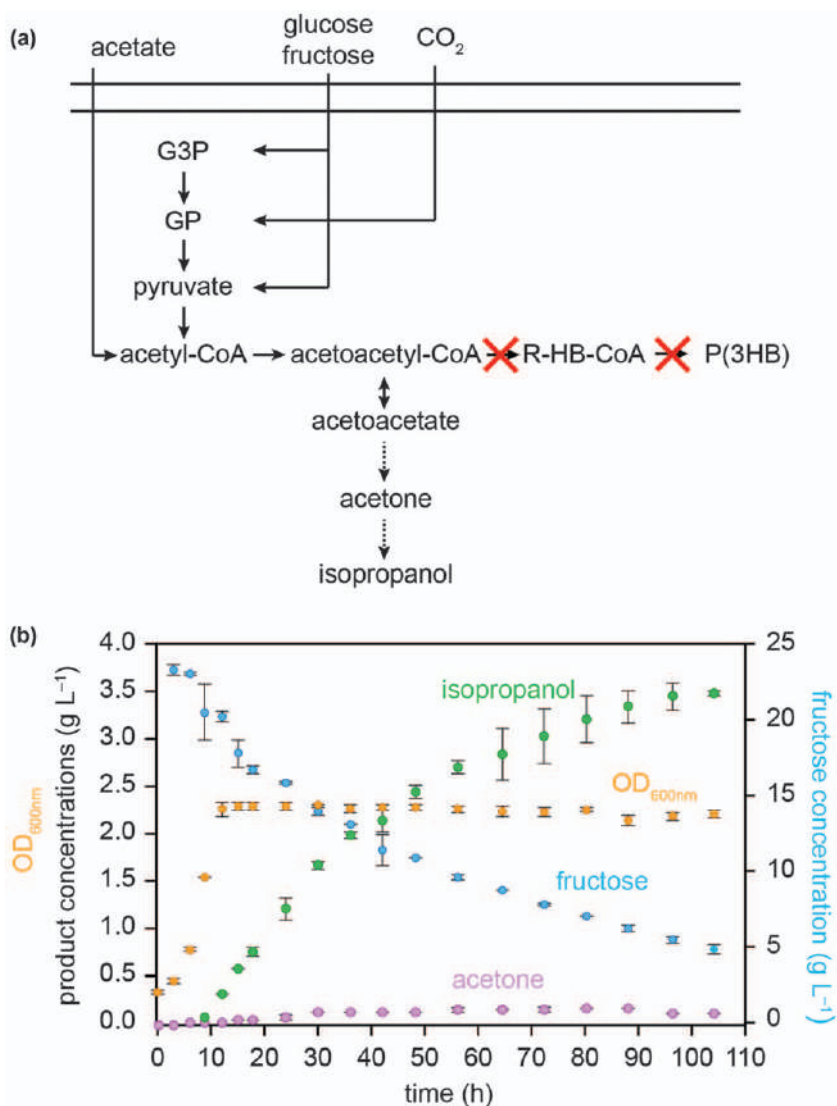 (a)
acetate
glucose
fructose
CO₂
G3P
GP
pyruvate
acetyl-CoA
acetoacetyl-CoA
R-HB-CoA
P(3HB)
acetoacetate
acetone
isopropanol
(b)
OD600nm
product concentrations (g L⁻¹)
4.0
3.5
3.0
2.5
2.0
1.5
1.0
0.5
0.0
isopropanol
OD600nm
fructose
acetone
25
20
15
10
5
0
fructose concentration (g L⁻¹)
0 10 20 30 40 50 60 70 80 90 100 110
time (h)